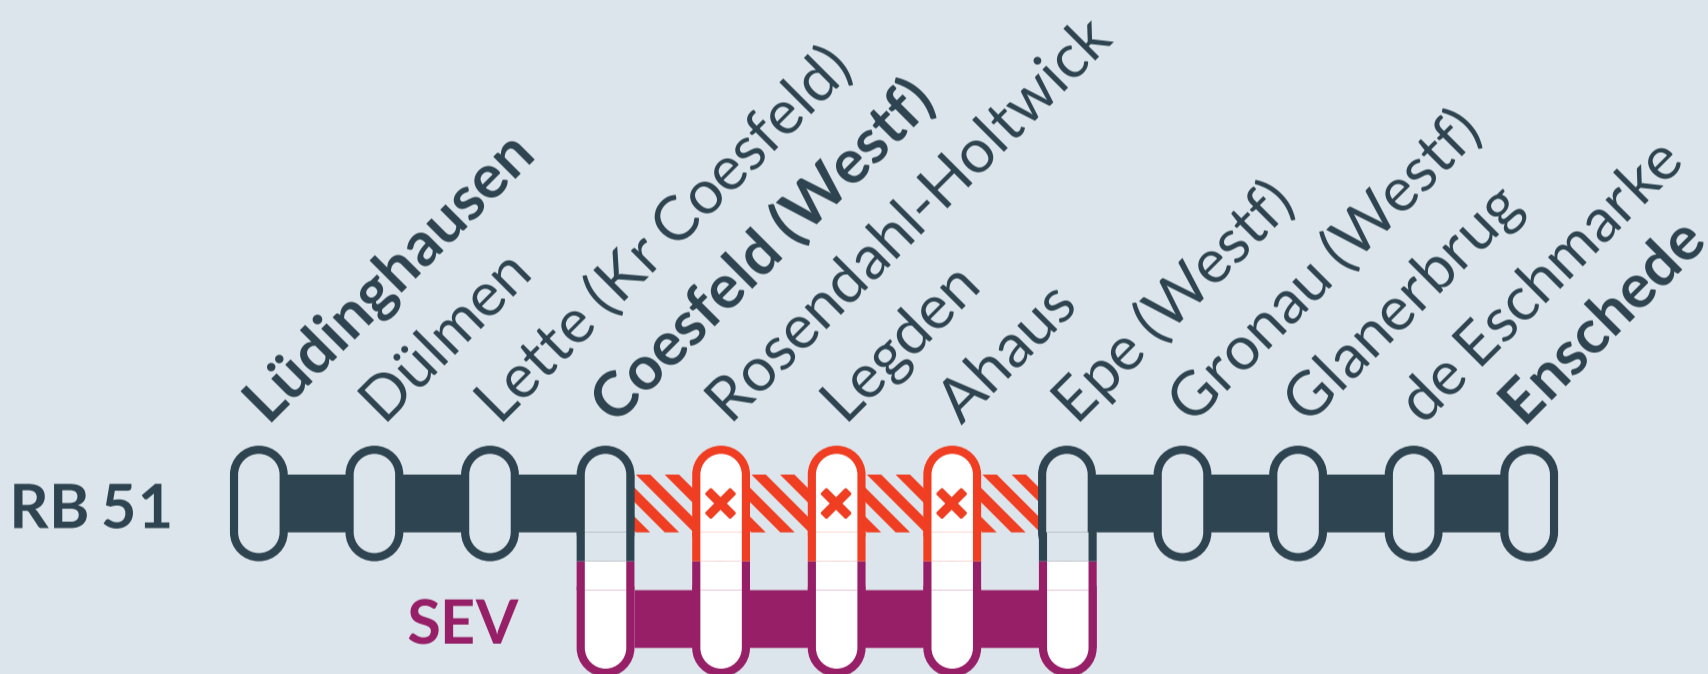 Lüdinghausen
Dülmen
Lette (Kr Coesfeld)
Coesfeld (Westf)
Rosendahl-Holtwick
Legden
Ahaus
Epe (Westf)
Gronau (Westf)
Glanerbrug
de Eschmarke
Enschede
RB 51
SEV